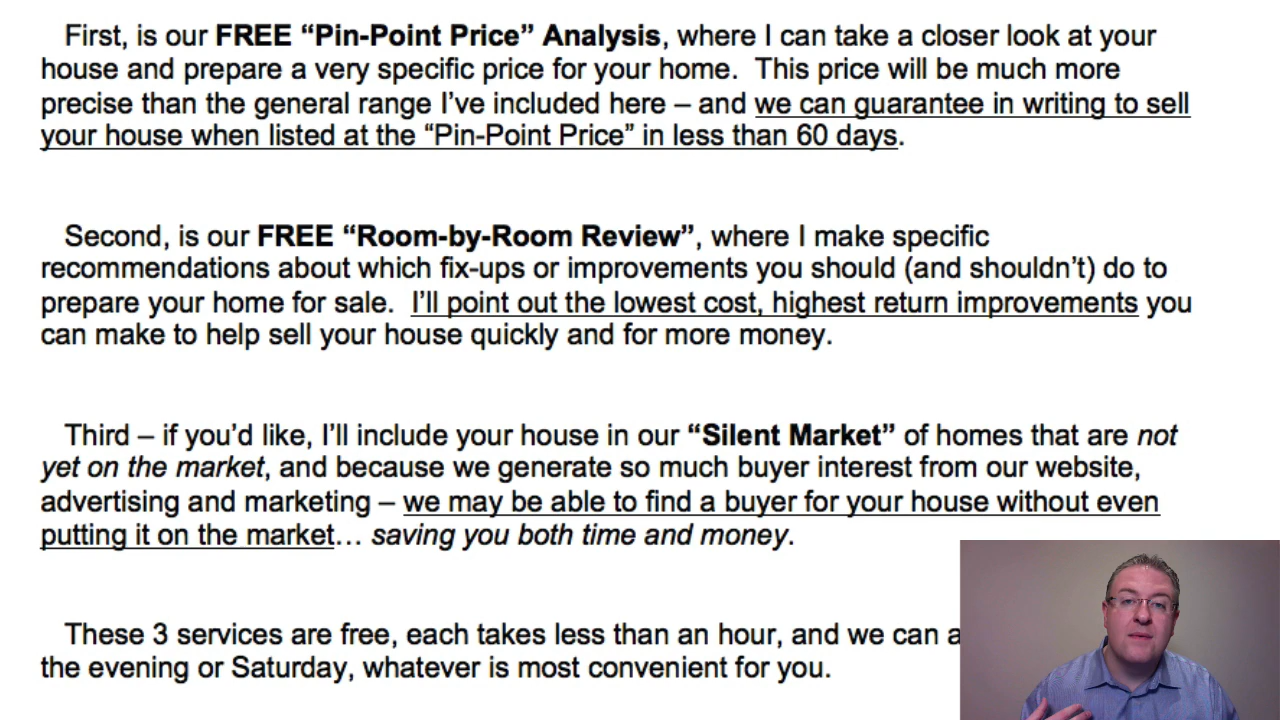 First, is our FREE “Pin-Point Price” Analysis, where I can take a closer look at your
house and prepare a very specific price for your home.  This price will be much more
precise than the general range I’ve included here – and we can guarantee in writing to sell
your house when listed at the “Pin-Point Price” in less than 60 days.
Second, is our FREE “Room-by-Room Review”, where I make specific
recommendations about which fix-ups or improvements you should (and shouldn’t) do to
prepare your home for sale.  I’ll point out the lowest cost, highest return improvements you
can make to help sell your house quickly and for more money.
Third – if you’d like, I’ll include your house in our “Silent Market” of homes that are not
yet on the market, and because we generate so much buyer interest from our website,
advertising and marketing – we may be able to find a buyer for your house without even
putting it on the market… saving you both time and money.
These 3 services are free, each takes less than an hour, and we can
the evening or Saturday, whatever is most convenient for you.